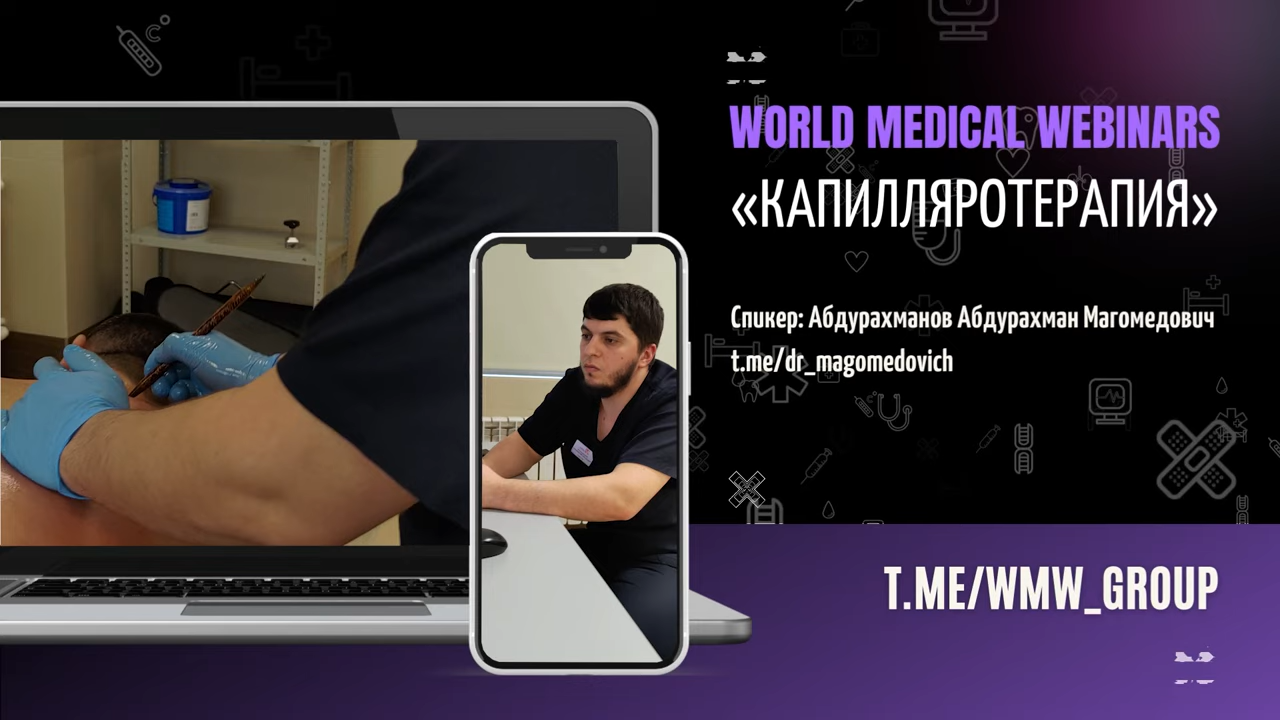 WORLD MEDICAL WEBINARS
«КАПИЛЛЯРОТЕРАПИЯ»
Спикер: Абдурахманов Абдурахман Магомедович
t.me/dr_magomedovich
T.ME/WMW_GROUP